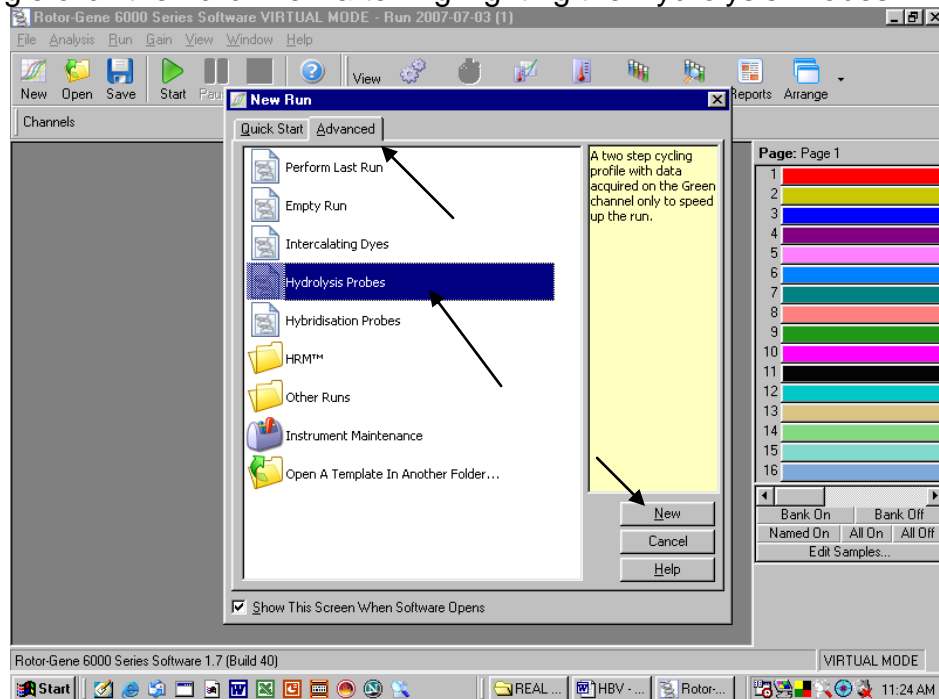 Rotor-Gene 6000 Series Software VIRTUAL MODE - Run 2007-07-03 (1)
File Analysis Run Gain View Window Help
View
New Open Save Start Reports Arrange
Channels
New Run
Quick Start Advanced
Perform Last Run
Empty Run
Intercalating Dyes
Hydrolysis Probes
Hybridisation Probes
HRM™
Other Runs
Instrument Maintenance
Open A Template In Another Folder...
A two step cycling
profile with data
acquired on the Green
channel only to speed
up the run.
New
Cancel
Help
Show This Screen When Software Opens
Page: Page 1
1
2
3
4
5
6
7
8
9
10
11
12
13
14
15
16
Bank On Bank Off
Named On All On All Off
Edit Samples...
Rotor-Gene 6000 Series Software 1.7 (Build 40) VIRTUAL MODE
Start REAL ... HBV - ... Rotor-... 11:24 AM